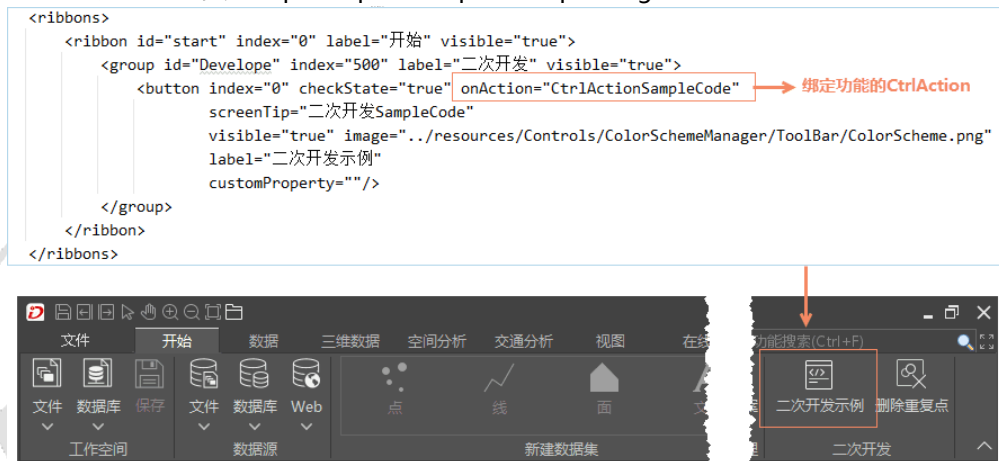 <ribbons>
<ribbon id="start" index="0" label="开始" visible="true">
<group id="Develope" index="500" label="二次开发" visible="true">
<button index="0" checkState="true" onAction="CtrlActionSampleCode" 绑定功能的CtrlAction
screenTip="二次开发SampleCode"
visible="true" image="../resources/Controls/ColorSchemeManager/ToolBar/ColorScheme.png"
label="二次开发示例"
customProperty=""/>
</group>
</ribbon>
</ribbons>
文件 开始 数据 三维数据 空间分析 交通分析 视图 在线 功能搜索(Ctrl+F)
文件 数据库 保存 文件 数据库 Web 点 线 面 二次开发示例 删除重复点
工作空间 数据源 新建数据集 二次开发